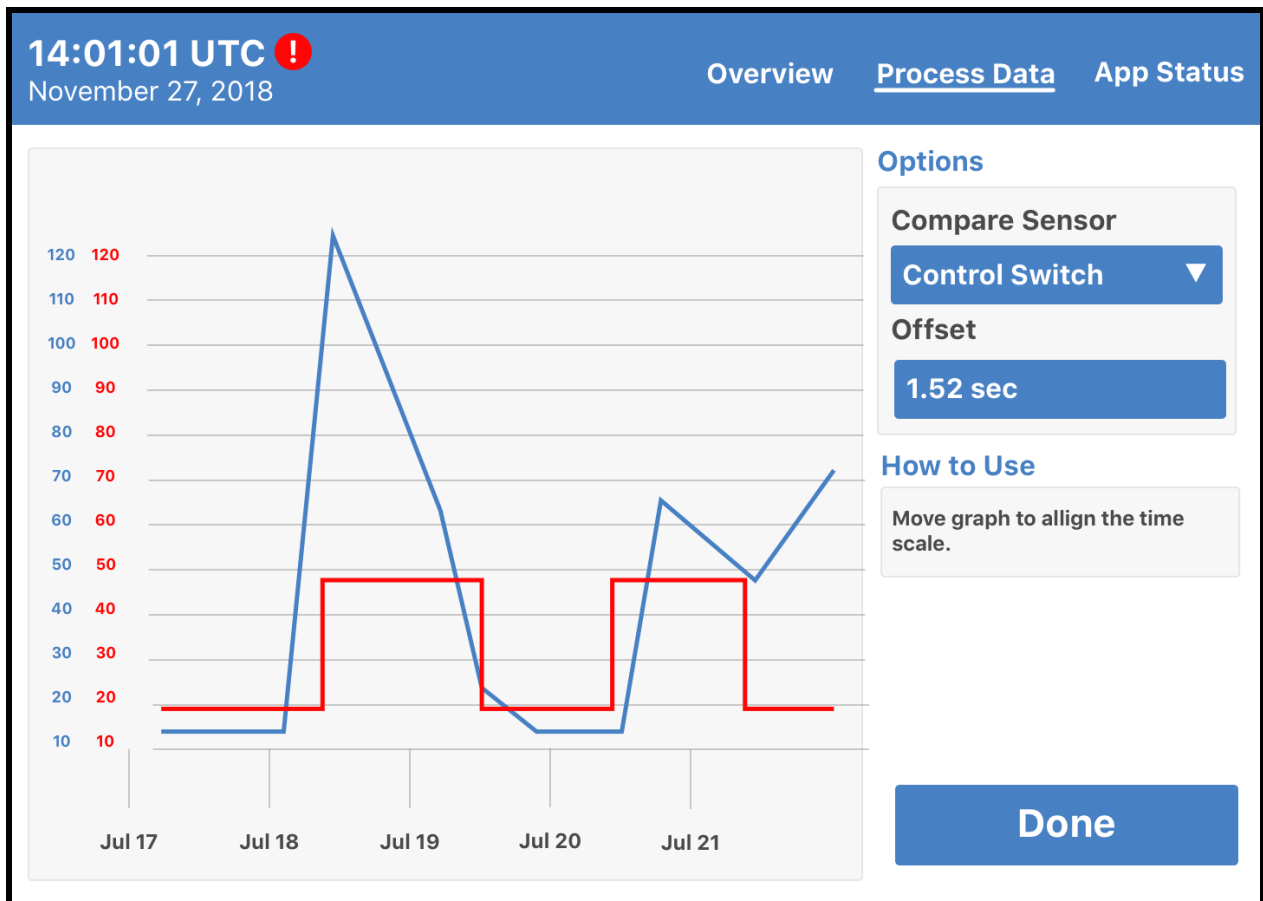 14:01:01 UTC !
November 27, 2018
Overview Process Data App Status
120 120
110 110
100 100
90 90
80 80
70 70
60 60
50 50
40 40
30 30
20 20
10 10
Jul 17 Jul 18 Jul 19 Jul 20 Jul 21
Options
Compare Sensor
Control Switch
Offset
1.52 sec
How to Use
Move graph to allign the time
scale.
Done